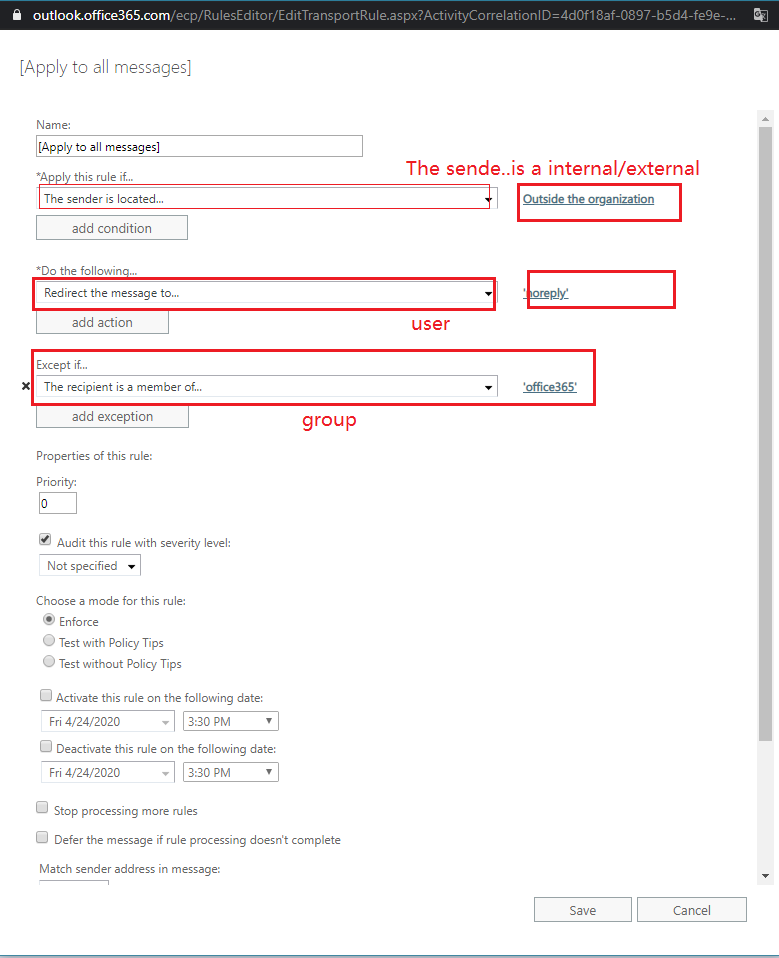 outlook.office365.com/ecp/RulesEditor/EditTransportRule.aspx?ActivityCorrelationID=4d0f18af-0897-b5d4-fe9e-...
[Apply to all messages]
Name:
[Apply to all messages]
The sende..is a internal/external
*Apply this rule if...
The sender is located...
Outside the organization
add condition
*Do the following...
Redirect the message to...
'noreply'
add action
user
Except if...
The recipient is a member of...
'office365'
add exception
group
Properties of this rule:
Priority:
0
Audit this rule with severity level:
Not specified
Choose a mode for this rule:
Enforce
Test with Policy Tips
Test without Policy Tips
Activate this rule on the following date:
Fri 4/24/2020 3:30 PM
Deactivate this rule on the following date:
Fri 4/24/2020 3:30 PM
Stop processing more rules
Defer the message if rule processing doesn't complete
Match sender address in message:
Save Cancel